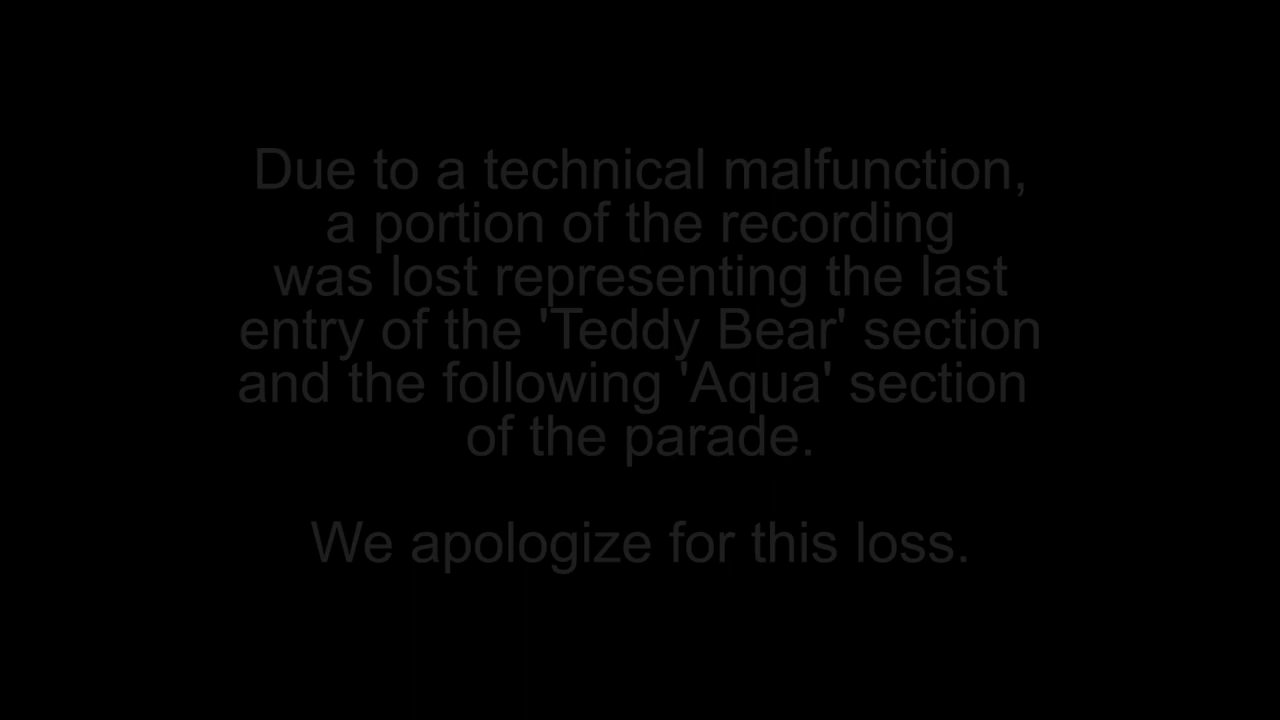 Due to a technical malfunction,
a portion of the recording
was lost representing the last
entry of the 'Teddy Bear' section
and the following 'Aqua' section
of the parade.
We apologize for this loss.